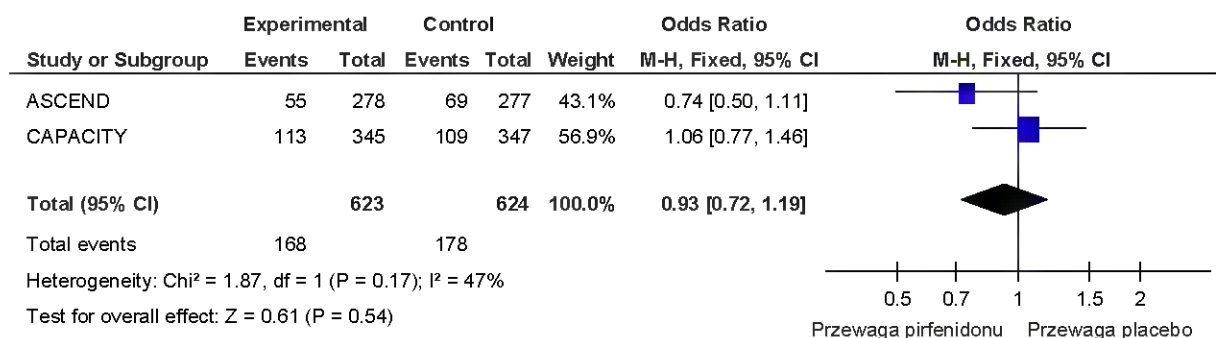 Experimental Control Odds Ratio Odds Ratio
Study or Subgroup Events Total Events Total Weight M-H, Fixed, 95% CI M-H, Fixed, 95% CI
ASCEND 55 278 69 277 43.1% 0.74 [0.50, 1.11]
CAPACITY 113 345 109 347 56.9% 1.06 [0.77, 1.46]
Total (95% CI) 623 624 100.0% 0.93 [0.72, 1.19]
Total events 168 178
Heterogeneity: Chi² = 1.87, df = 1 (P = 0.17); I² = 47%
Test for overall effect: Z = 0.61 (P = 0.54)
0.5 0.7 1 1.5 2
Przewaga pirfenidonu Przewaga placebo